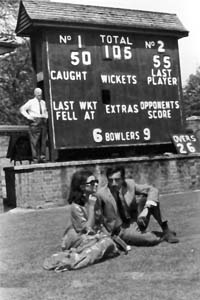 Nº 1 TOTAL Nº 2
50 105 55
CAUGHT WICKETS LAST PLAYER
LAST WKT FELL AT EXTRAS OPPONENTS SCORE
6 BOWLERS 9
OVERS
26